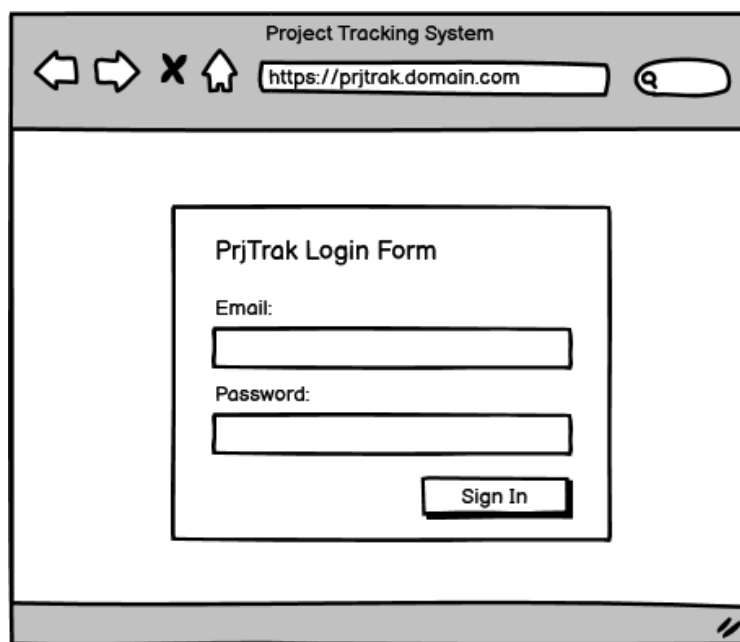 Project Tracking System
https://prjtrak.domain.com
PrjTrak Login Form
Email:
Password:
Sign In